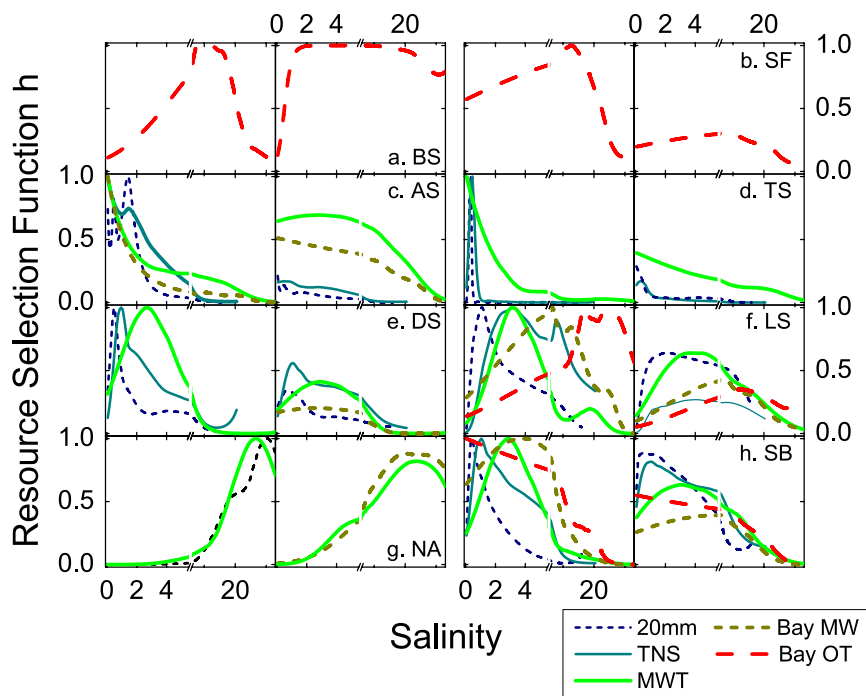 0 2 4 20
0 2 4 20
Resource Selection Function h
a. BS
b. SF
1.0
0.5
0.0
1.0
0.5
0.0
c. AS
d. TS
e. DS
f. LS
1.0
0.5
0.0
1.0
0.5
0.0
g. NA
h. SB
0 2 4 20
0 2 4 20
Salinity
20mm
TNS
MWT
Bay MW
Bay OT